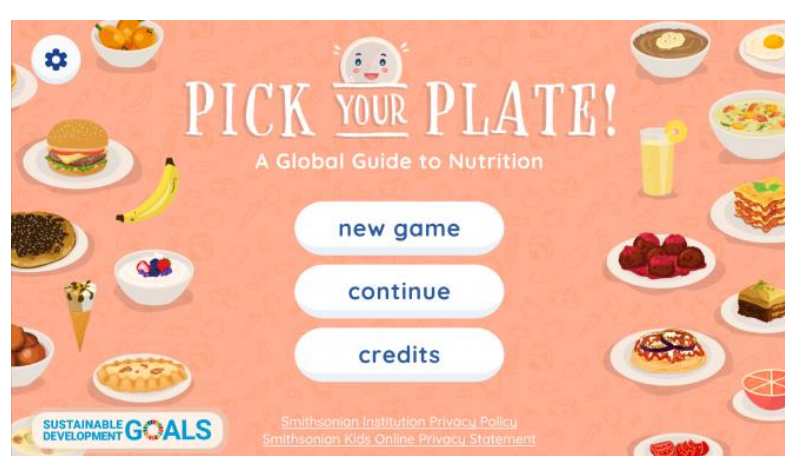 PICK YOUR PLATE!
A Global Guide to Nutrition
new game
continue
credits
SUSTAINABLE
DEVELOPMENT GOALS
Smithsonian Institution Privacy Policy
Smithsonian Kids Online Privacy Statement